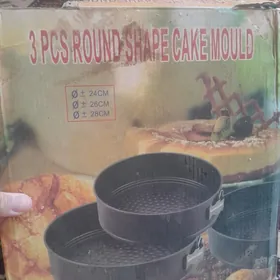 3 PCS ROUND SHAPE CAKE MOULD
Ø ± 24CM
Ø ± 26CM
Ø ± 28CM